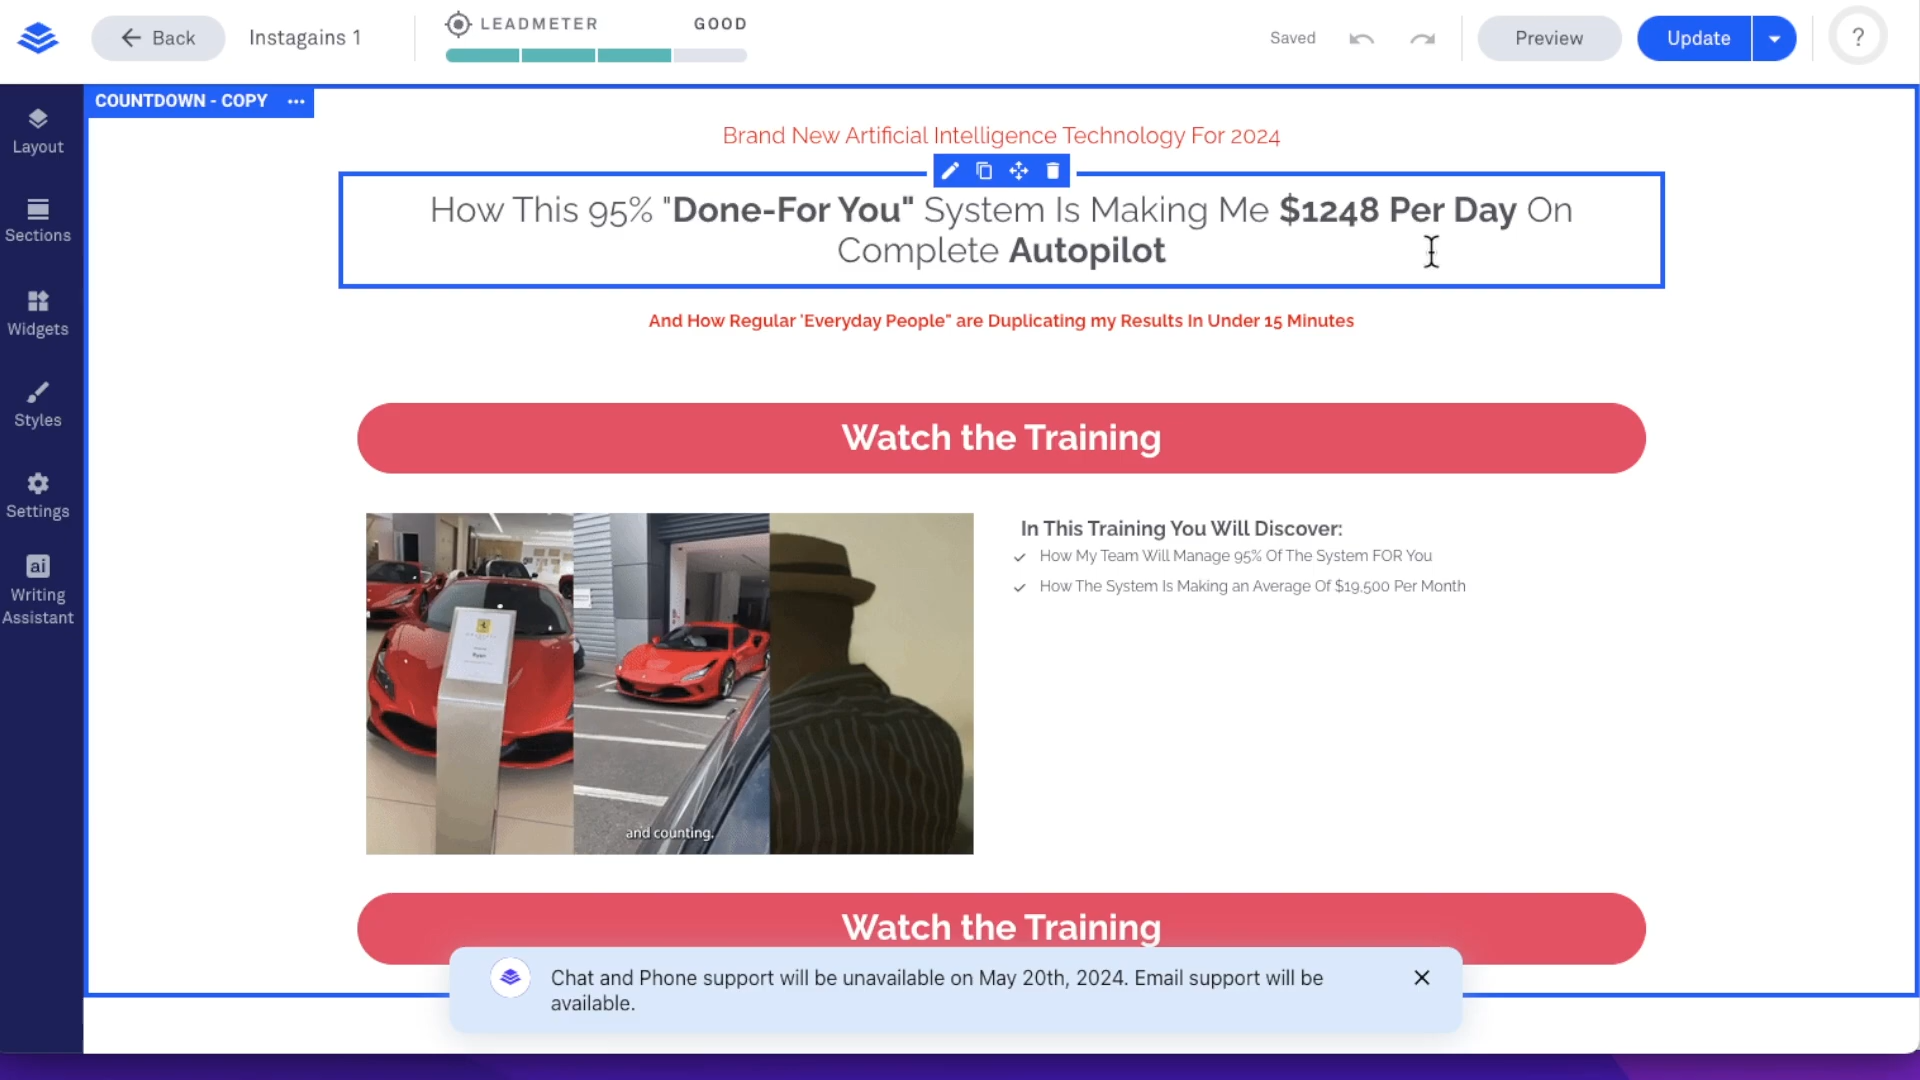 Back
Instagains 1
LEADMETER
GOOD
Saved
Preview
Update
?
COUNTDOWN - COPY
Layout
Sections
Widgets
Styles
Settings
ai
Writing
Assistant
Brand New Artificial Intelligence Technology For 2024
How This 95% "Done-For You" System Is Making Me $1248 Per Day On
Complete Autopilot
And How Regular 'Everyday People" are Duplicating my Results In Under 15 Minutes
Watch the Training
and counting.
In This Training You Will Discover:
How My Team Will Manage 95% Of The System FOR You
How The System Is Making an Average Of $19,500 Per Month
Watch the Training
Chat and Phone support will be unavailable on May 20th, 2024. Email support will be
available.